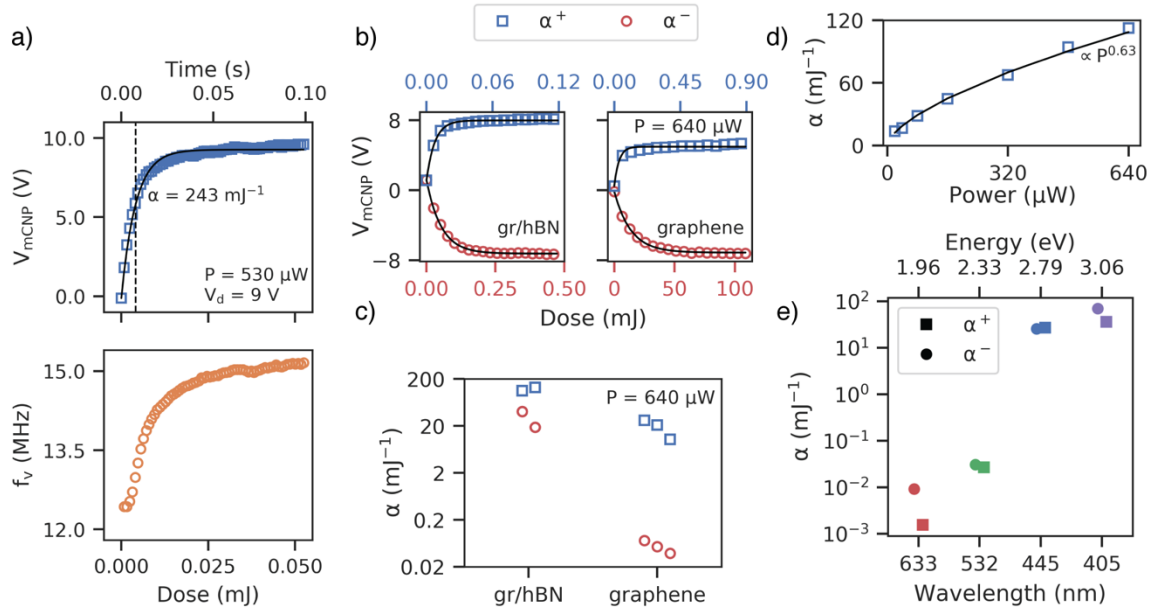 a)
Time (s)
0.00 0.05 0.10
10.0
5.0
0.0
V_mCNP (V)
α = 243 mJ⁻¹
P = 530 μW
V_d = 9 V
15.0
13.5
12.0
f_v (MHz)
0.000 0.025 0.050
Dose (mJ)
α⁺ α⁻
b)
0.00 0.06 0.12 0.00 0.45 0.90
8
0
−8
V_mCNP (V)
P = 640 μW
gr/hBN graphene
0.00 0.25 0.50 0 50 100
Dose (mJ)
c)
200
20
2
0.2
0.02
α (mJ⁻¹)
P = 640 μW
gr/hBN graphene
d)
120
60
0
α (mJ⁻¹)
∝ P^0.63
0 320 640
Power (μW)
Energy (eV)
1.96 2.33 2.79 3.06
e)
10²
10¹
10⁰
10⁻¹
10⁻²
10⁻³
α (mJ⁻¹)
α⁺
α⁻
633 532 445 405
Wavelength (nm)